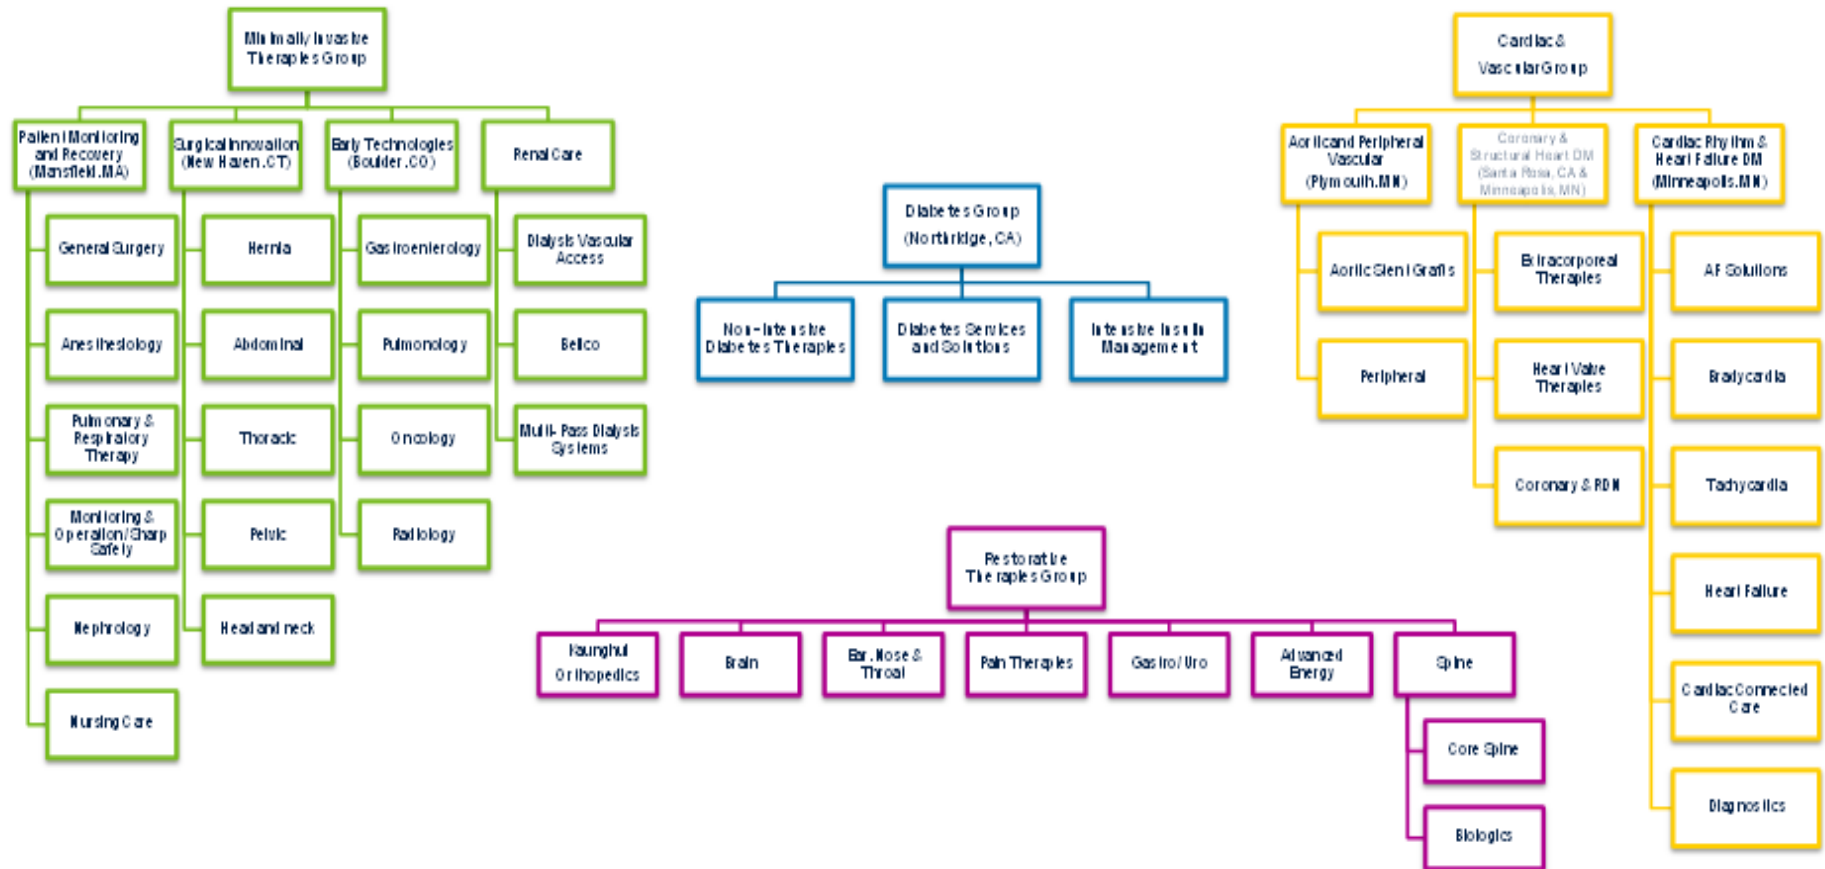 Minimally Invasive
Therapies Group
Patient Monitoring
and Recovery
(Mansfield, MA)
General Surgery
Anesthesiology
Pulmonary &
Respiratory
Therapy
Monitoring &
Operation/Sharp
Safety
Nephrology
Nursing Care
Surgical Innovation
(New Haven, CT)
Hernia
Abdominal
Thoracic
Pelvic
Head and neck
Early Technologies
(Boulder, CO)
Gastroenterology
Pulmonology
Oncology
Radiology
Renal Care
Dialysis Vascular
Access
Bellco
Multi-Pass Dialysis
Systems
Diabetes Group
(Northridge, CA)
Non-Intensive
Diabetes Therapies
Diabetes Services
and Solutions
Intensive Insulin
Management
Restorative
Therapies Group
Orthopedics
Brain
Ear, Nose &
Throat
Pain Therapies
Gastro/Uro
Advanced
Energy
Spine
Core Spine
Biologics
Cardiac &
Vascular Group
Aortic and Peripheral
Vascular
(Plymouth, MN)
Aortic Stent Grafts
Peripheral
Coronary &
Structural Heart DM
(Santa Rosa, CA &
Minneapolis, MN)
Extracorporeal
Therapies
Heart Valve
Therapies
Coronary & RDN
Cardiac Rhythm &
Heart Failure DM
(Minneapolis, MN)
AF Solutions
Bradycardia
Tachycardia
Heart Failure
Cardiac Connected
Care
Diagnostics